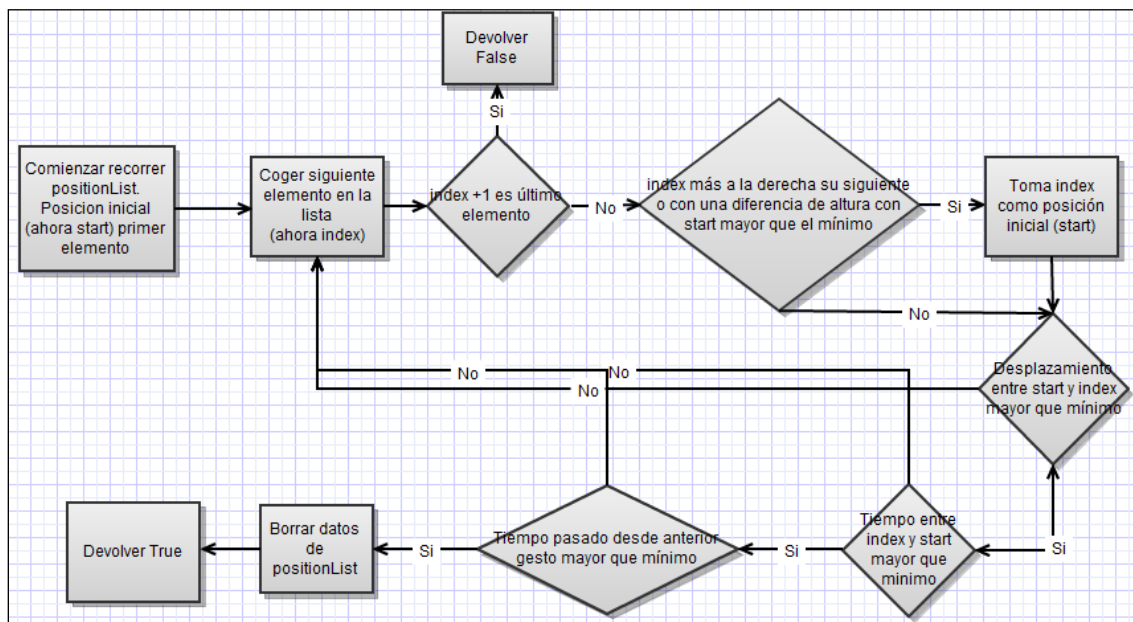 Devolver
False
Si
Comienzar recorrer
positionList.
Posicion inicial
(ahora start) primer
elemento
Coger siguiente
elemento en la
lista
(ahora index)
index +1 es último
elemento
No
index más a la derecha su siguiente
o con una diferencia de altura con
start mayor que el mínimo
Si
Toma index
como posición
inicial (start)
No
Desplazamiento
entre start y index
mayor que mínimo
No
No
No
Si
Tiempo entre
index y start
mayor que
minimo
Si
Tiempo pasado desde anterior
gesto mayor que mínimo
Si
Borrar datos
de
positionList
Devolver True